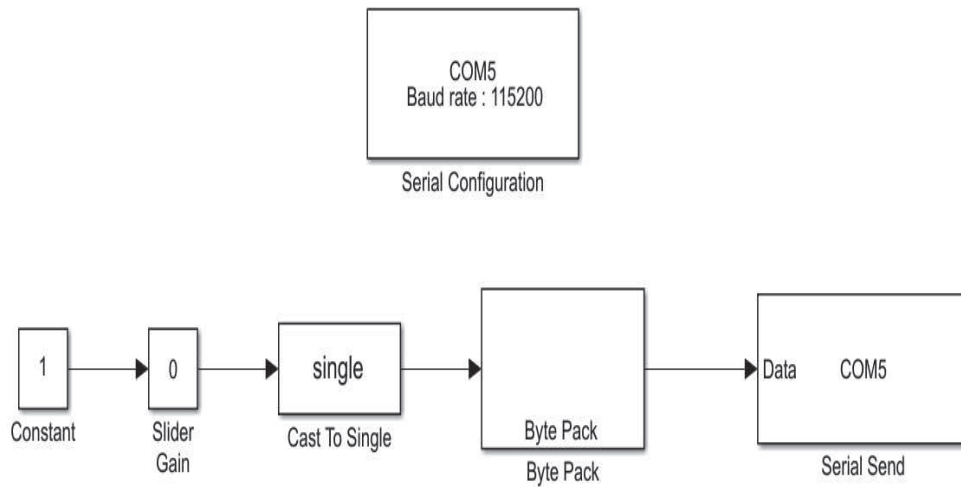 COM5
Baud rate : 115200
Serial Configuration
1
Constant
0
Slider
Gain
single
Cast To Single
Byte Pack
Byte Pack
Data
COM5
Serial Send